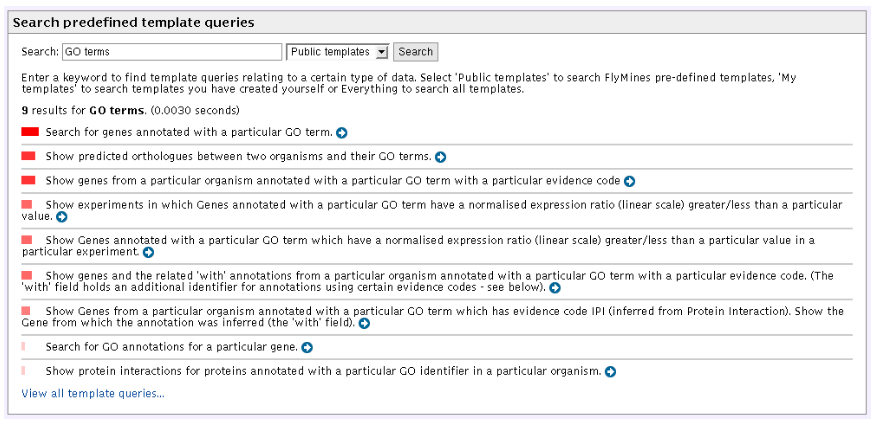 Search predefined template queries
Search: GO terms Public templates Search
Enter a keyword to find template queries relating to a certain type of data. Select 'Public templates' to search FlyMines pre-defined templates, 'My
templates' to search templates you have created yourself or Everything to search all templates.
9 results for GO terms. (0.0030 seconds)
Search for genes annotated with a particular GO term.
Show predicted orthologues between two organisms and their GO terms.
Show genes from a particular organism annotated with a particular GO term with a particular evidence code
Show experiments in which Genes annotated with a particular GO term have a normalised expression ratio (linear scale) greater/less than a particular
value.
Show Genes annotated with a particular GO term which have a normalised expression ratio (linear scale) greater/less than a particular value in a
particular experiment.
Show genes and the related 'with' annotations from a particular organism annotated with a particular GO term with a particular evidence code. (The
'with' field holds an additional identifier for annotations using certain evidence codes - see below).
Show Genes from a particular organism annotated with a particular GO term which has evidence code IPI (inferred from Protein Interaction). Show the
Gene from which the annotation was inferred (the 'with' field).
Search for GO annotations for a particular gene.
Show protein interactions for proteins annotated with a particular GO identifier in a particular organism.
View all template queries...